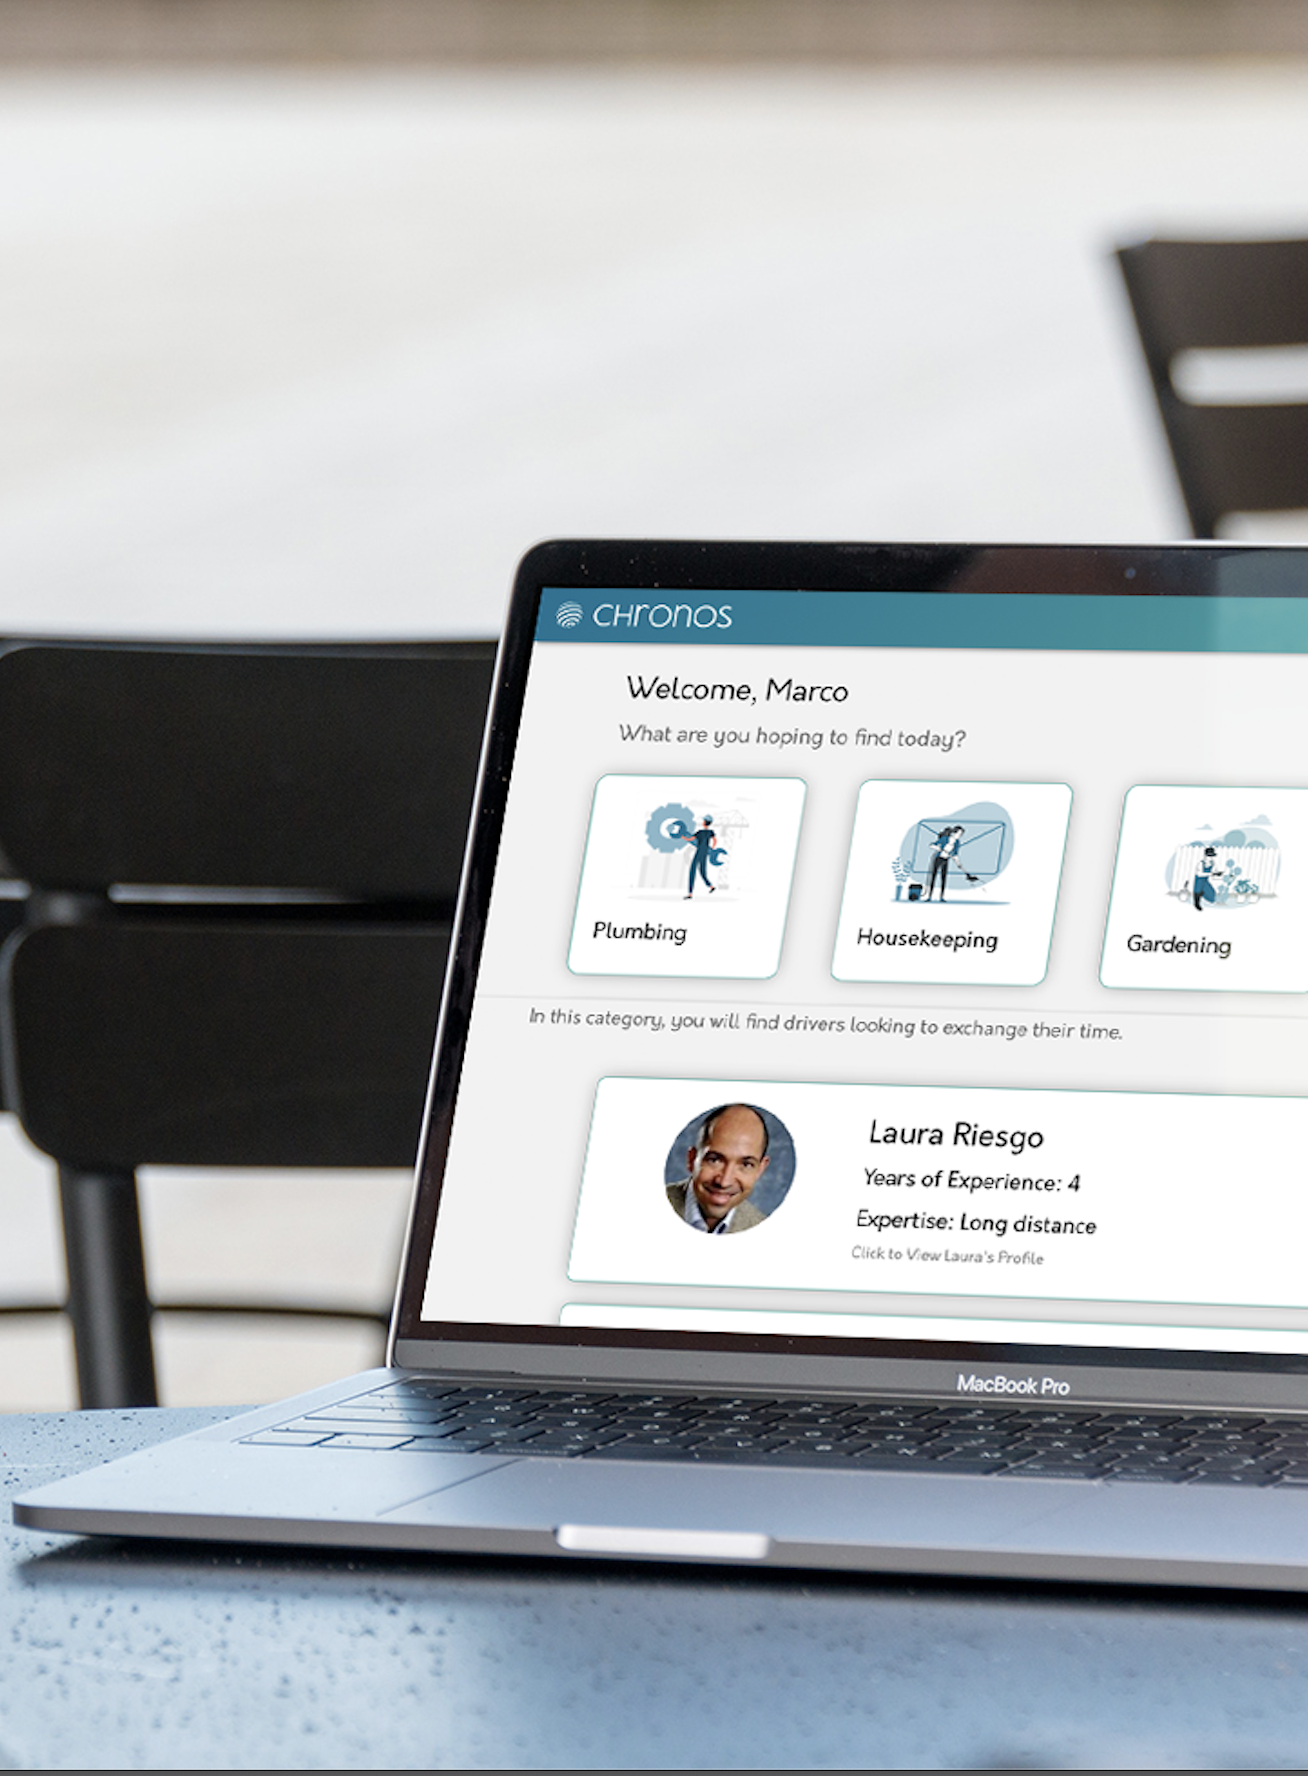 CHRONOS
Welcome, Marco
What are you hoping to find today?
Plumbing
Housekeeping
Gardening
In this category, you will find drivers looking to exchange their time.
Laura Riesgo
Years of Experience: 4
Expertise: Long distance
Click to View Laura's Profile
MacBook Pro